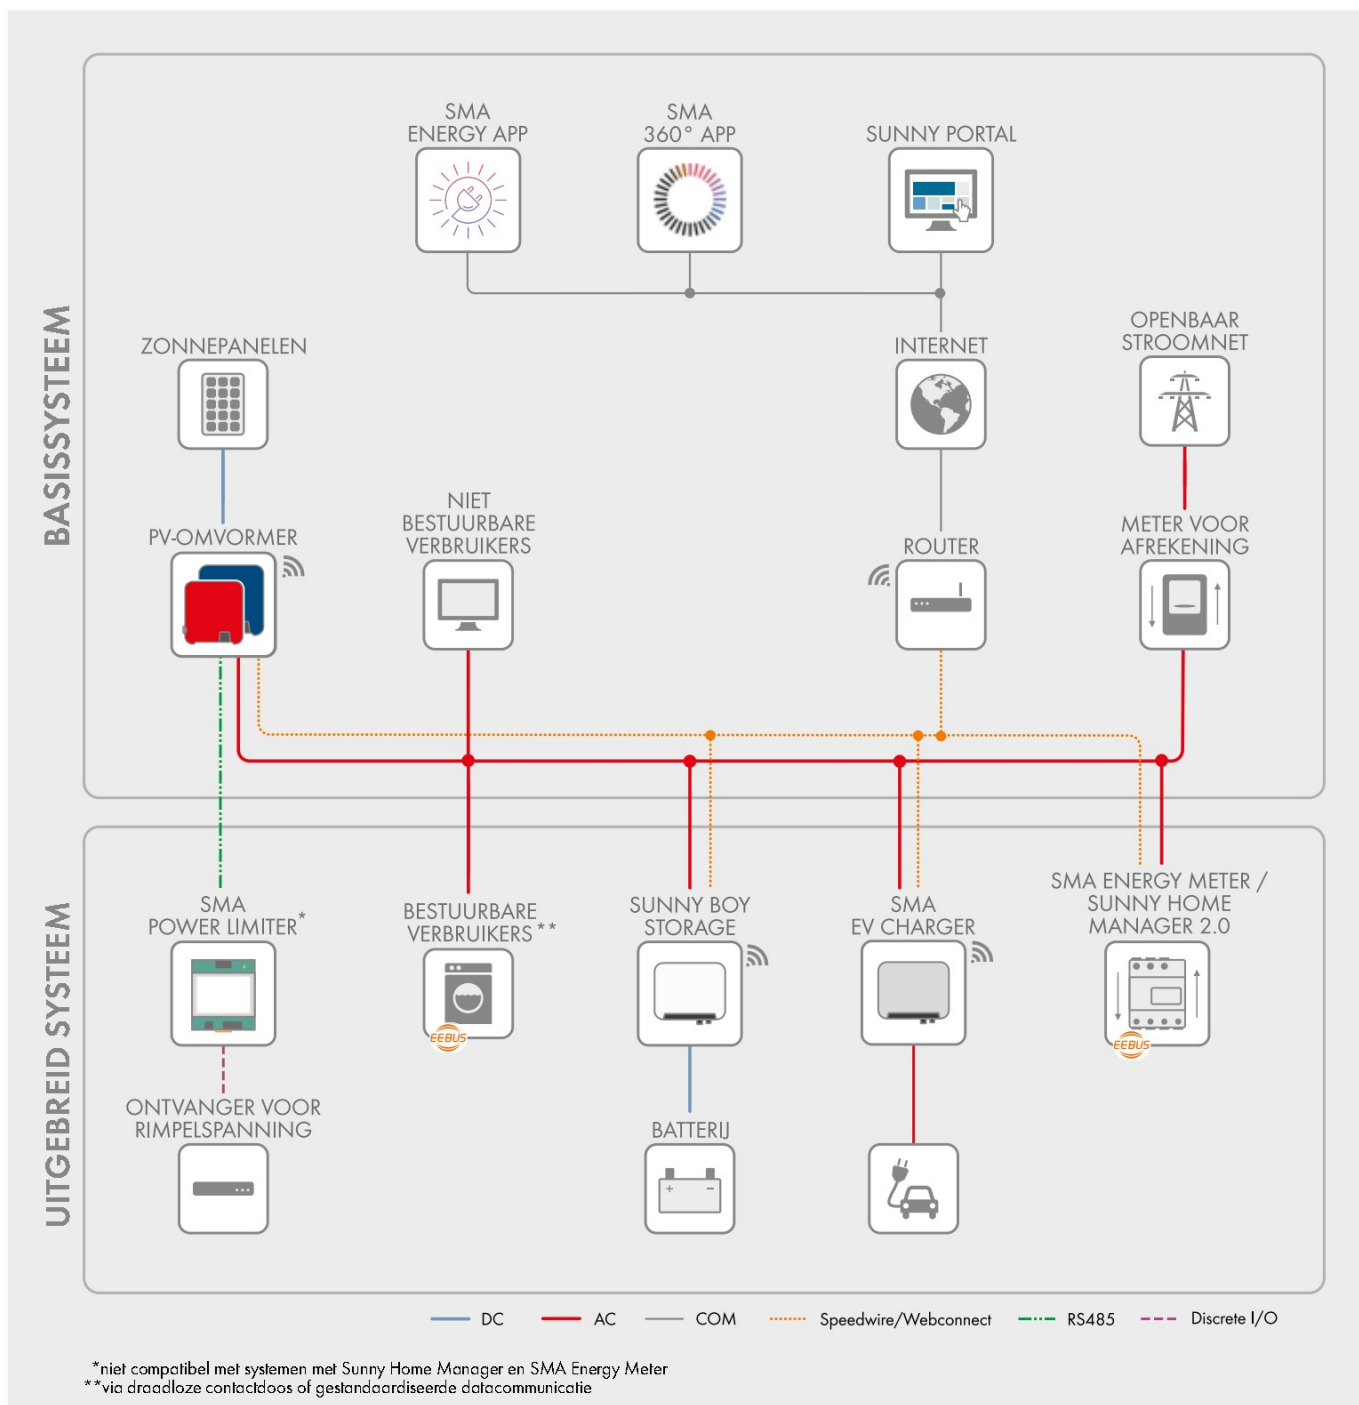 SMA
ENERGY APP
SMA
360° APP
SUNNY PORTAL
BASISSYSTEEM
ZONNEPANELEN
INTERNET
OPENBAAR
STROOMNET
PV-OMVORMER
NIET
BESTUURBARE
VERBRUIKERS
ROUTER
METER VOOR
AFREKENING
UITGEBREID SYSTEEM
SMA
POWER LIMITER*
BESTUURBARE
VERBRUIKERS**
EEBUS
SUNNY BOY
STORAGE
SMA
EV CHARGER
SMA ENERGY METER /
SUNNY HOME
MANAGER 2.0
EEBUS
ONTVANGER VOOR
RIMPELSPANNING
BATTERIJ
+ −
DC AC COM Speedwire/Webconnect RS485 Discrete I/O
*niet compatibel met systemen met Sunny Home Manager en SMA Energy Meter
**via draadloze contactdoos of gestandaardiseerde datacommunicatie